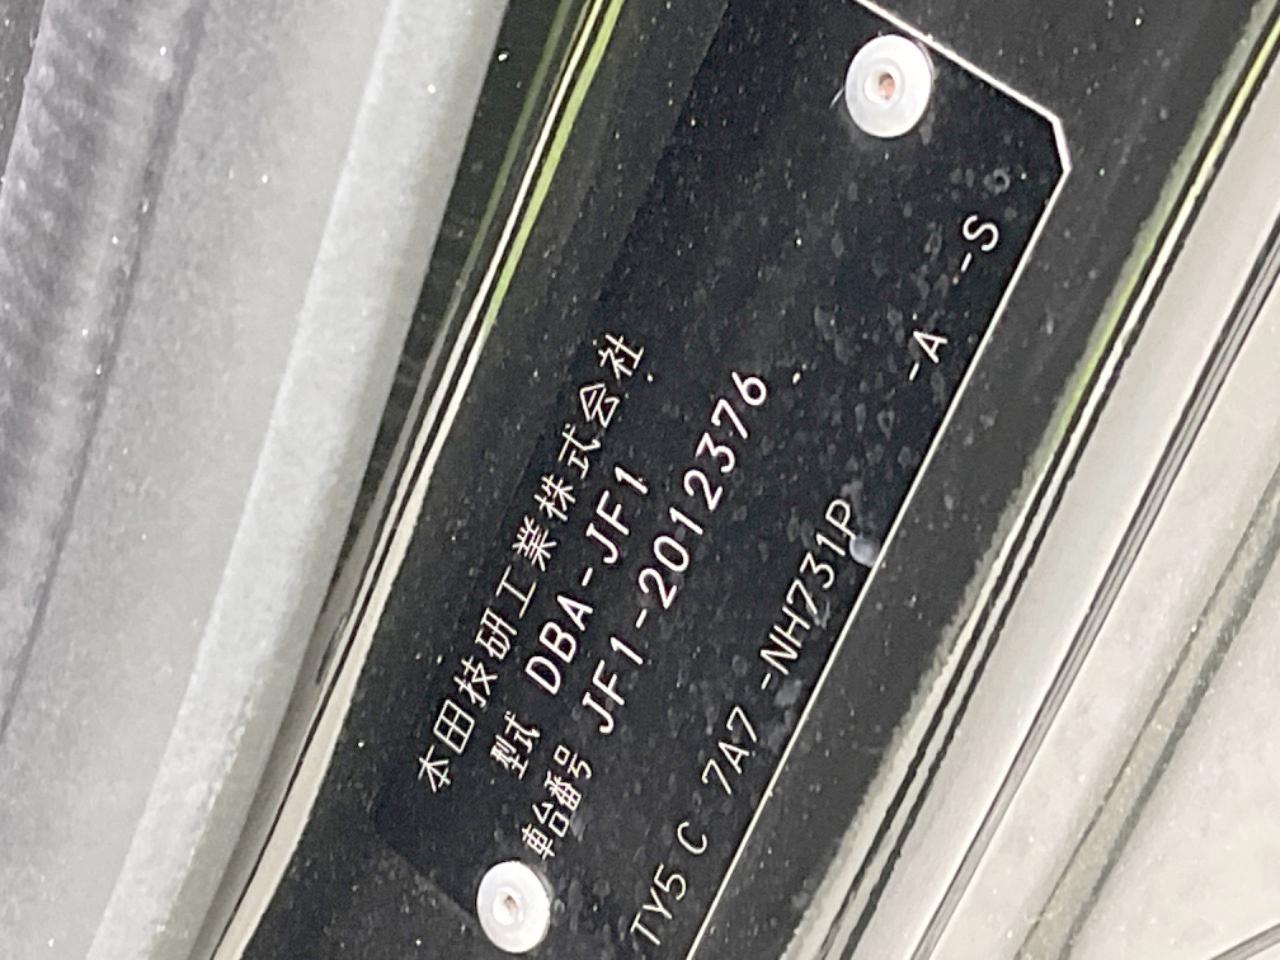 本田技研工業株式会社
型式 DBA-JF1
車台番号 JF1-2012376
TY5 C 7A7 -NH731P -A -S